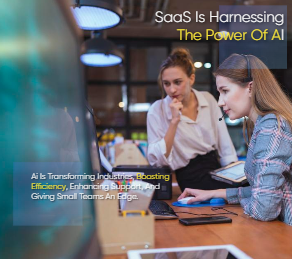 SaaS Is Harnessing
The Power Of AI
Ai Is Transforming Industries, Boosting
Efficiency, Enhancing Support, And
Giving Small Teams An Edge.